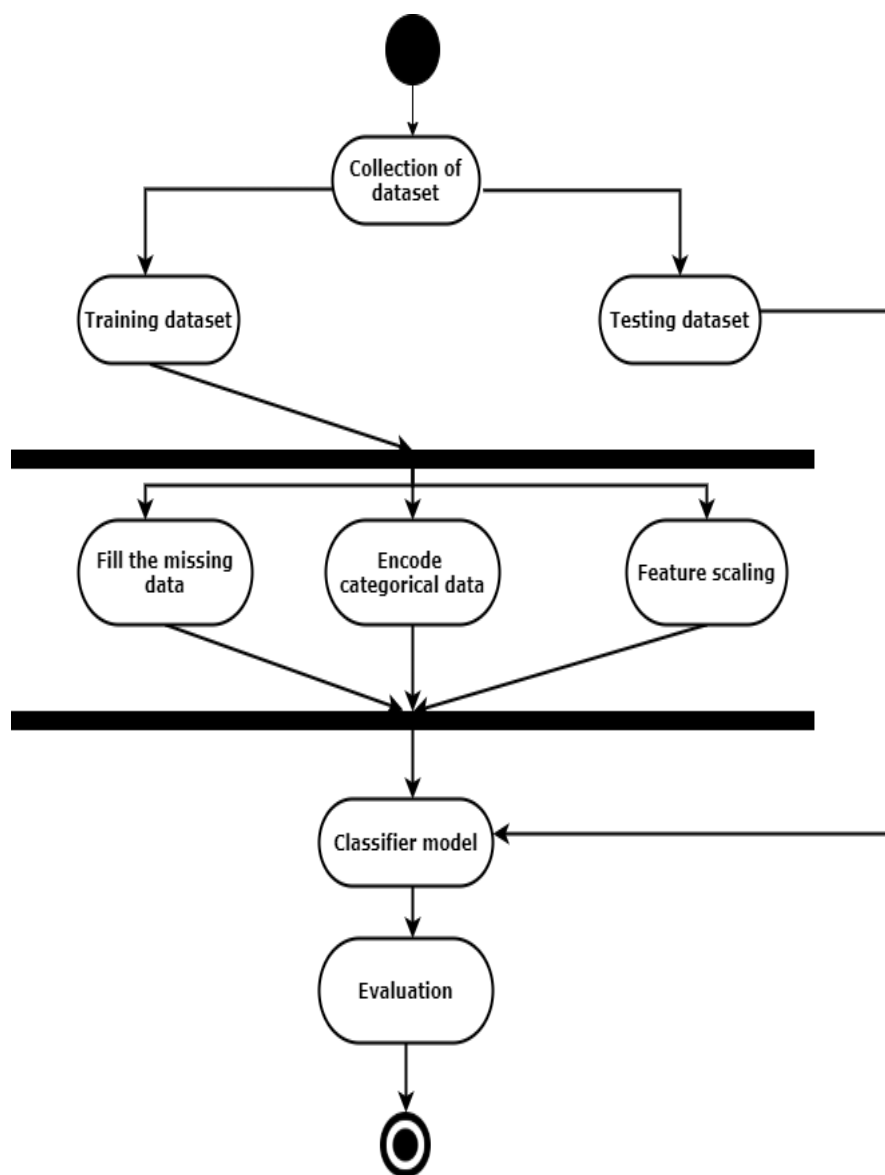 Collection of
dataset
Training dataset
Testing dataset
Fill the missing
data
Encode
categorical data
Feature scaling
Classifier model
Evaluation